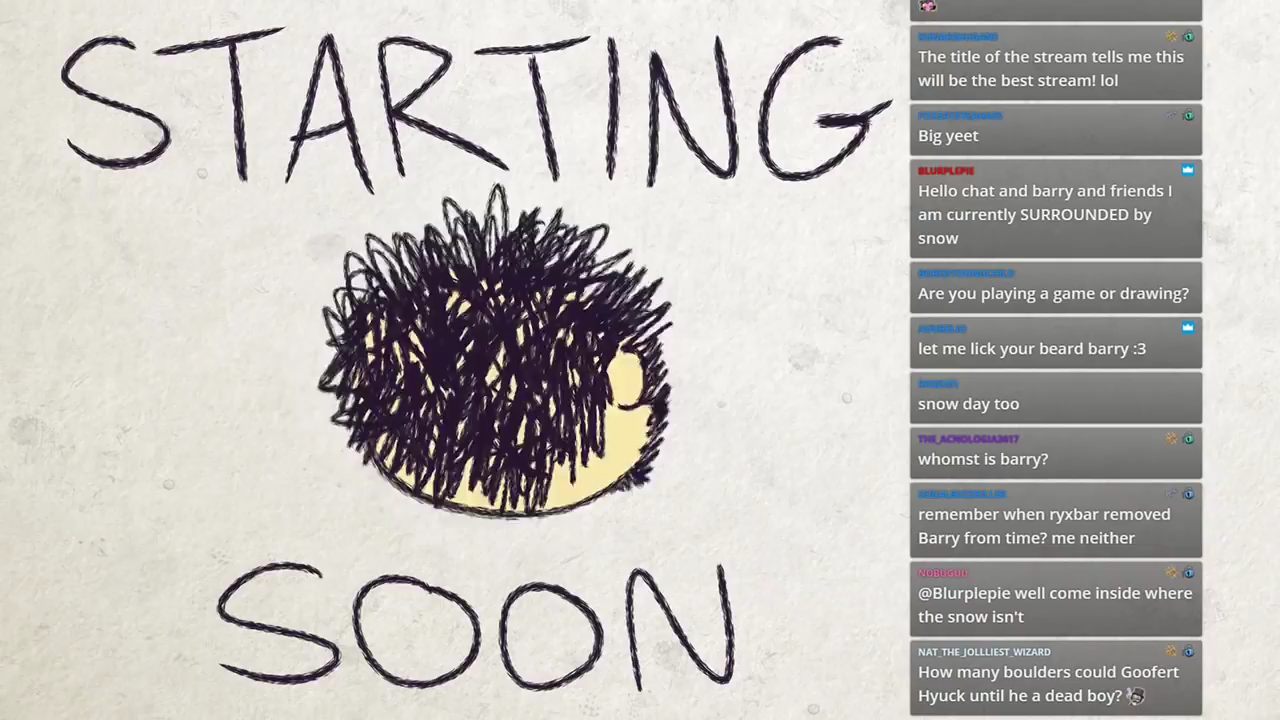 STARTING
SOON
The title of the stream tells me this
will be the best stream! lol
Big yeet
BLURPLEPIE
Hello chat and barry and friends I
am currently SURROUNDED by
snow
Are you playing a game or drawing?
let me lick your beard barry :3
snow day too
THE_ACNOLOGIA3617
whomst is barry?
remember when ryxbar removed
Barry from time? me neither
NOBUGUU
@Blurplepie well come inside where
the snow isn't
NAT_THE_JOLLLIEST_WIZARD
How many boulders could Goofert
Hyuck until he a dead boy?